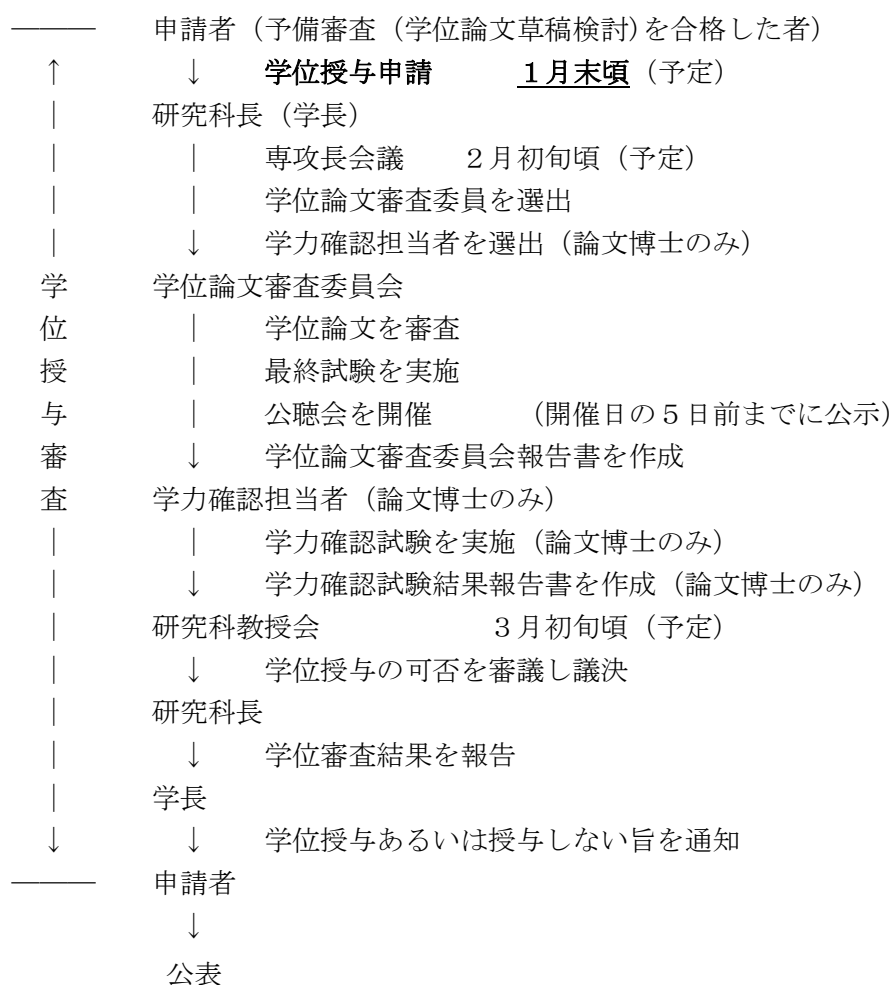 ――― 申請者（予備審査（学位論文草稿検討)を合格した者）
↑ ↓ 学位授与申請 １月末頃（予定）
｜ 研究科長（学長）
｜ ｜ 専攻長会議 ２月初旬頃（予定）
｜ ｜ 学位論文審査委員を選出
｜ ↓ 学力確認担当者を選出（論文博士のみ）
学 学位論文審査委員会
位 ｜ 学位論文を審査
授 ｜ 最終試験を実施
与 ｜ 公聴会を開催 （開催日の５日前までに公示）
審 ↓ 学位論文審査委員会報告書を作成
査 学力確認担当者（論文博士のみ）
｜ ｜ 学力確認試験を実施（論文博士のみ）
｜ ↓ 学力確認試験結果報告書を作成（論文博士のみ）
｜ 研究科教授会 ３月初旬頃（予定）
｜ ↓ 学位授与の可否を審議し議決
｜ 研究科長
｜ ↓ 学位審査結果を報告
｜ 学長
↓ ↓ 学位授与あるいは授与しない旨を通知
――― 申請者
↓
公表